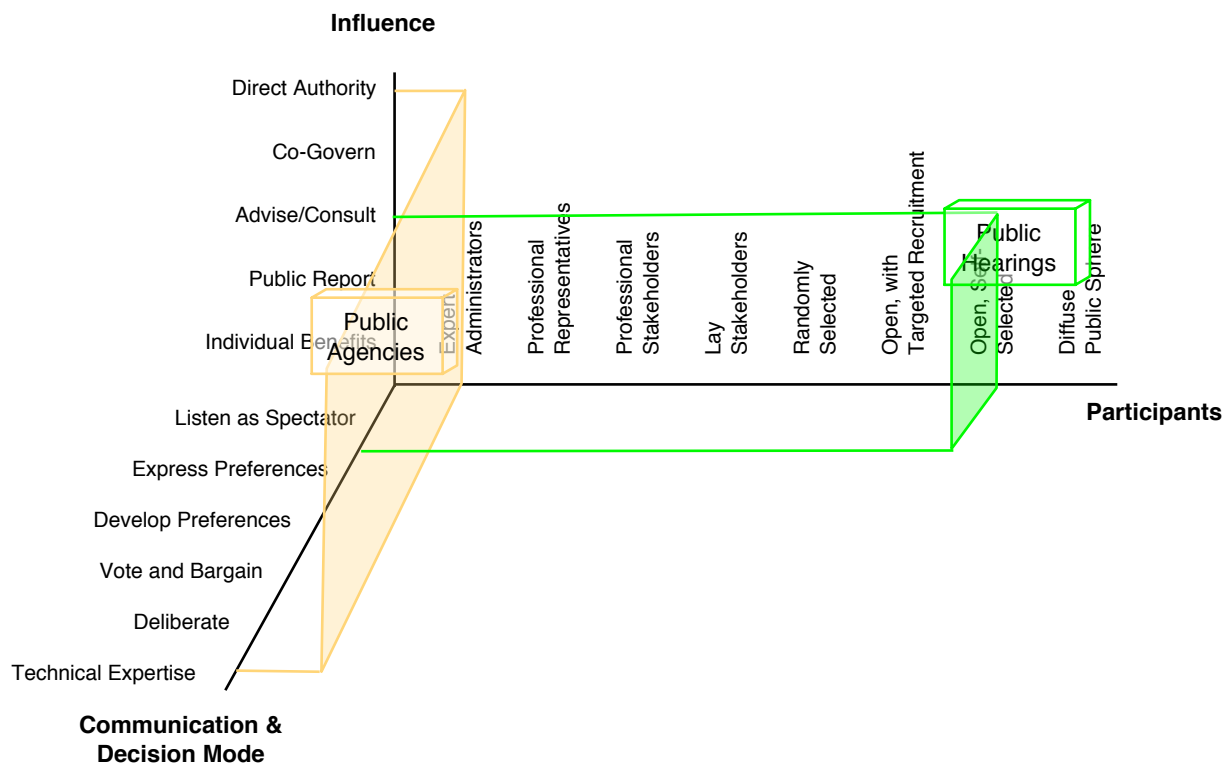 Influence
Direct Authority
Co-Govern
Advise/Consult
Public Report
Individual Benefits
Public
Agencies
Expert
Administrators
Professional
Representatives
Professional
Stakeholders
Lay
Stakeholders
Randomly
Selected
Open, with
Targeted Recruitment
Open, Self-
Selected
Diffuse
Public Sphere
Public
Hearings
Participants
Listen as Spectator
Express Preferences
Develop Preferences
Vote and Bargain
Deliberate
Technical Expertise
Communication &
Decision Mode